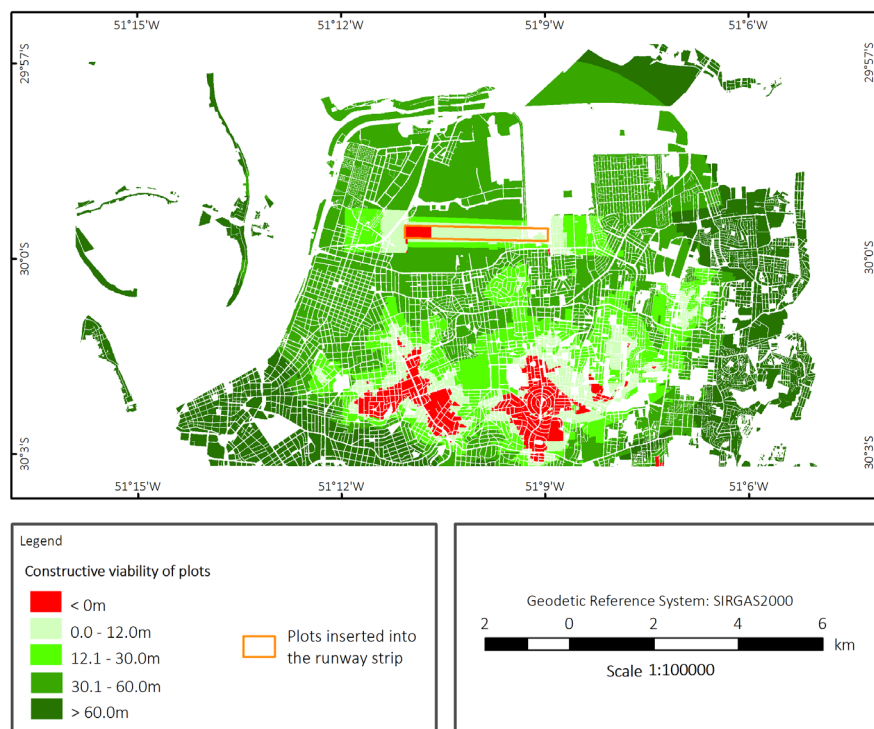 51°15'W 51°12'W 51°9'W 51°6'W
29°57'S 29°57'S
30°0'S 30°0'S
30°3'S 30°3'S
51°15'W 51°12'W 51°9'W 51°6'W
Legend
Constructive viability of plots
< 0m
0.0 - 12.0m
12.1 - 30.0m
30.1 - 60.0m
> 60.0m
Plots inserted into
the runway strip
Geodetic Reference System: SIRGAS2000
2 0 2 4 6
km
Scale 1:100000